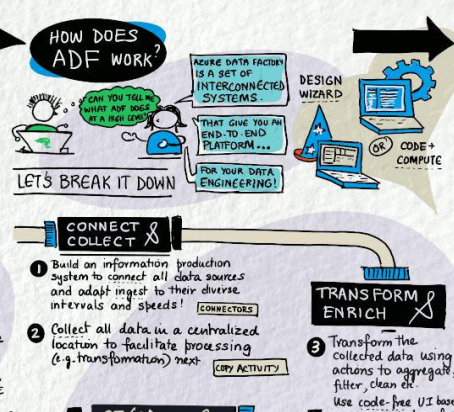 HOW DOES
ADF WORK?
CAN YOU TELL ME
WHAT ADF DOES
AT A HIGH LEVEL?
AZURE DATA FACTORY
IS A SET OF
INTERCONNECTED
SYSTEMS.
THAT GIVE YOU AN
END-TO-END
PLATFORM...
FOR YOUR DATA
ENGINEERING!
DESIGN
WIZARD
OR
CODE+
COMPUTE
LET'S BREAK IT DOWN
CONNECT
COLLECT &
1 Build an information production
system to connect all data sources
and adapt ingest to their diverse
intervals and speeds!
CONNECTORS
2 Collect all data in a centralized
location to facilitate processing
(e.g. transformation) next
COPY ACTIVITY
TRANSFORM
ENRICH &
3 Transform the
collected data using
actions to aggregate,
filter, clean etc.
Use code-free UI base